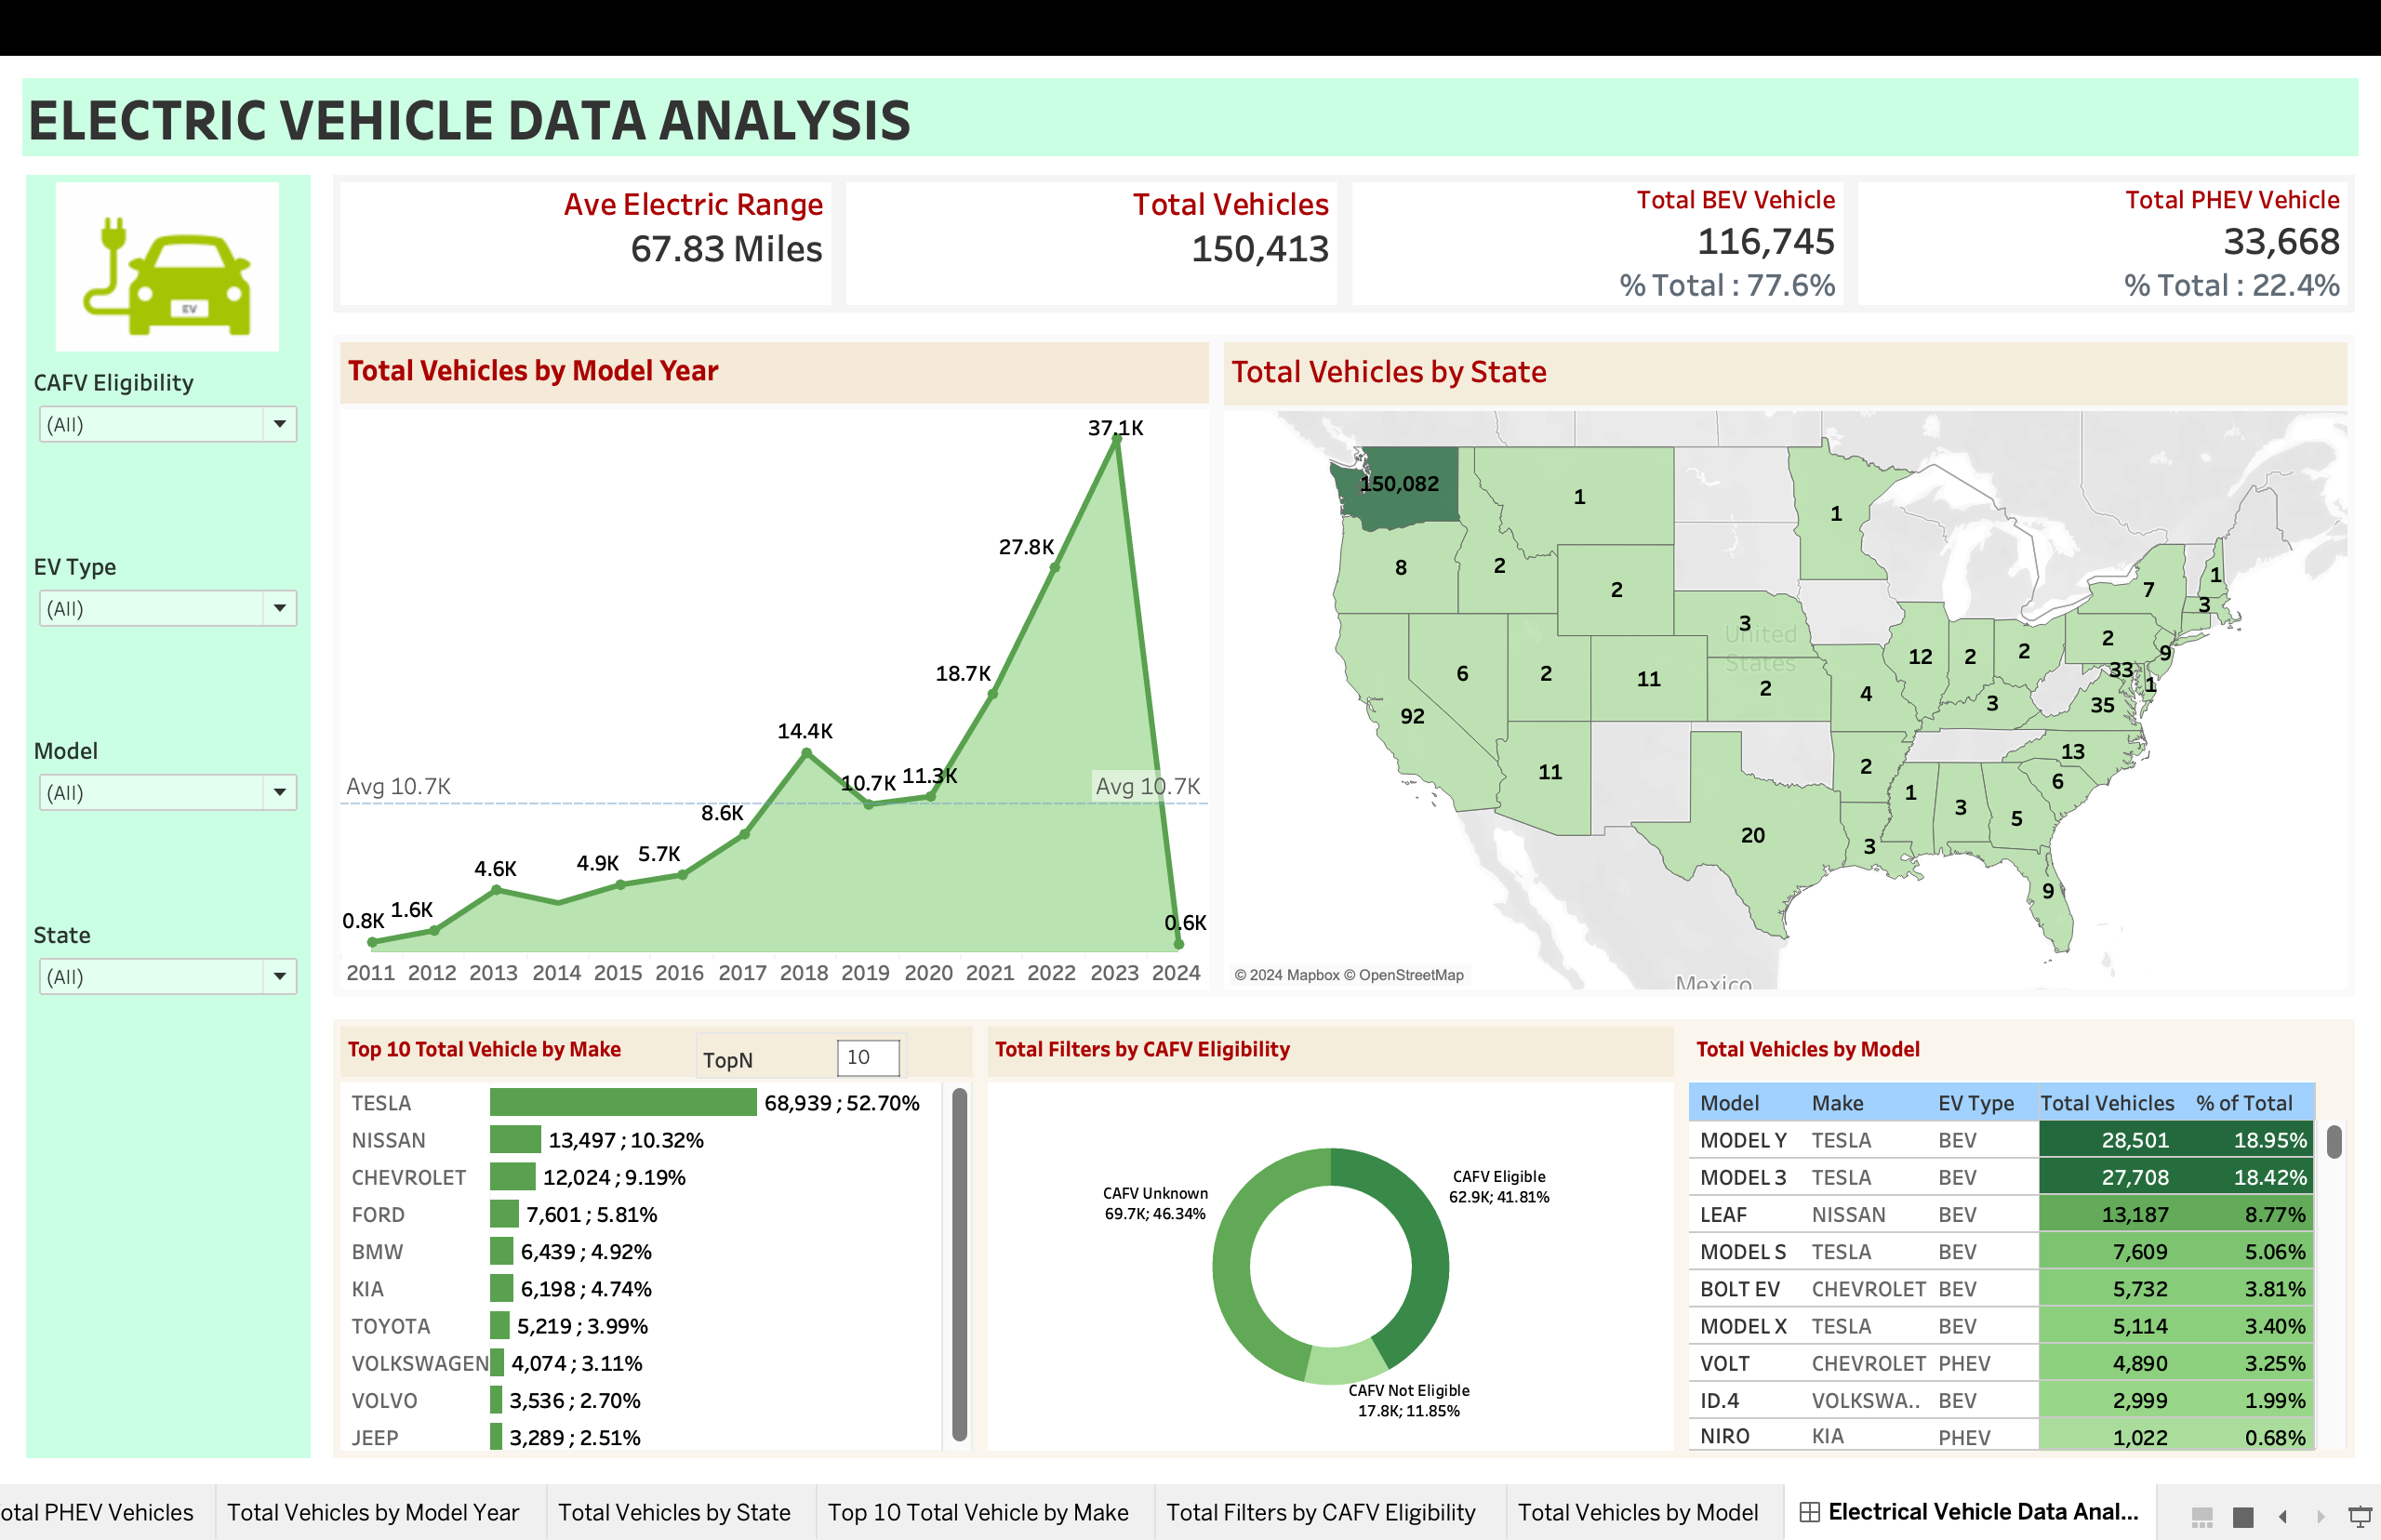 ELECTRIC VEHICLE DATA ANALYSIS
EV
CAFV Eligibility
(All)
EV Type
(All)
Model
(All)
State
(All)
Ave Electric Range
67.83 Miles
Total Vehicles
150,413
Total BEV Vehicle
116,745
% Total : 77.6%
Total PHEV Vehicle
33,668
% Total : 22.4%
Total Vehicles by Model Year
37.1K
27.8K
18.7K
14.4K
Avg 10.7K
10.7K
11.3K
Avg 10.7K
8.6K
5.7K
4.9K
4.6K
1.6K
0.8K
0.6K
2011 2012 2013 2014 2015 2016 2017 2018 2019 2020 2021 2022 2023 2024
Total Vehicles by State
150,082
1
1
8
2
2
7
1
3
3
United
States
6
2
11
2
4
12
2
2
2
9
33
1
35
3
92
11
2
13
6
20
3
1
3
5
9
Mexico
© 2024 Mapbox © OpenStreetMap
Top 10 Total Vehicle by Make
TopN
10
TESLA 68,939 ; 52.70%
NISSAN 13,497 ; 10.32%
CHEVROLET 12,024 ; 9.19%
FORD 7,601 ; 5.81%
BMW 6,439 ; 4.92%
KIA 6,198 ; 4.74%
TOYOTA 5,219 ; 3.99%
VOLKSWAGEN 4,074 ; 3.11%
VOLVO 3,536 ; 2.70%
JEEP 3,289 ; 2.51%
Total Filters by CAFV Eligibility
CAFV Unknown
69.7K; 46.34%
CAFV Eligible
62.9K; 41.81%
CAFV Not Eligible
17.8K; 11.85%
Total Vehicles by Model
Model Make EV Type Total Vehicles % of Total
MODEL Y TESLA BEV 28,501 18.95%
MODEL 3 TESLA BEV 27,708 18.42%
LEAF NISSAN BEV 13,187 8.77%
MODEL S TESLA BEV 7,609 5.06%
BOLT EV CHEVROLET BEV 5,732 3.81%
MODEL X TESLA BEV 5,114 3.40%
VOLT CHEVROLET PHEV 4,890 3.25%
ID.4 VOLKSWA.. BEV 2,999 1.99%
NIRO KIA PHEV 1,022 0.68%
otal PHEV Vehicles
Total Vehicles by Model Year
Total Vehicles by State
Top 10 Total Vehicle by Make
Total Filters by CAFV Eligibility
Total Vehicles by Model
Electrical Vehicle Data Anal...